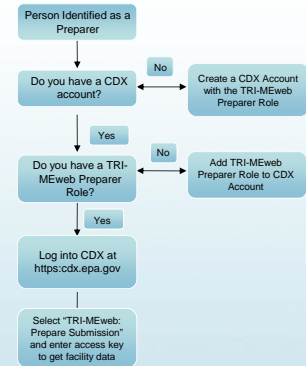 Person Identified as a
Preparer
Do you have a CDX
account?
No
Create a CDX Account
with the TRI-MEweb
Preparer Role
Yes
Do you have a TRI-
MEweb Preparer
Role?
No
Add TRI-MEweb
Preparer Role to CDX
Account
Yes
Log into CDX at
https:cdx.epa.gov
Select “TRI-MEweb:
Prepare Submission”
and enter access key
to get facility data